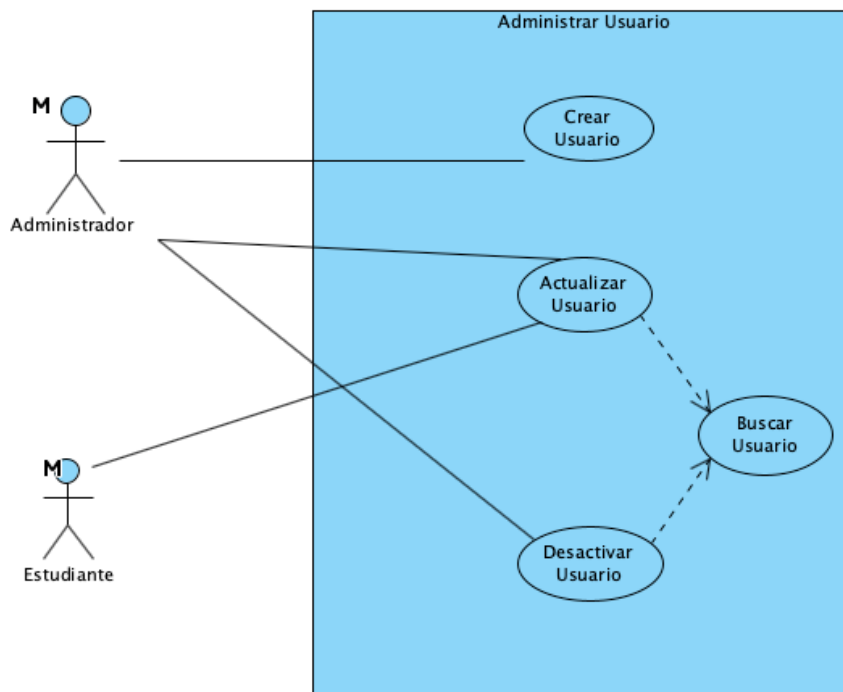 Administrar Usuario
M
Administrador
Crear
Usuario
Actualizar
Usuario
Buscar
Usuario
M
Estudiante
Desactivar
Usuario